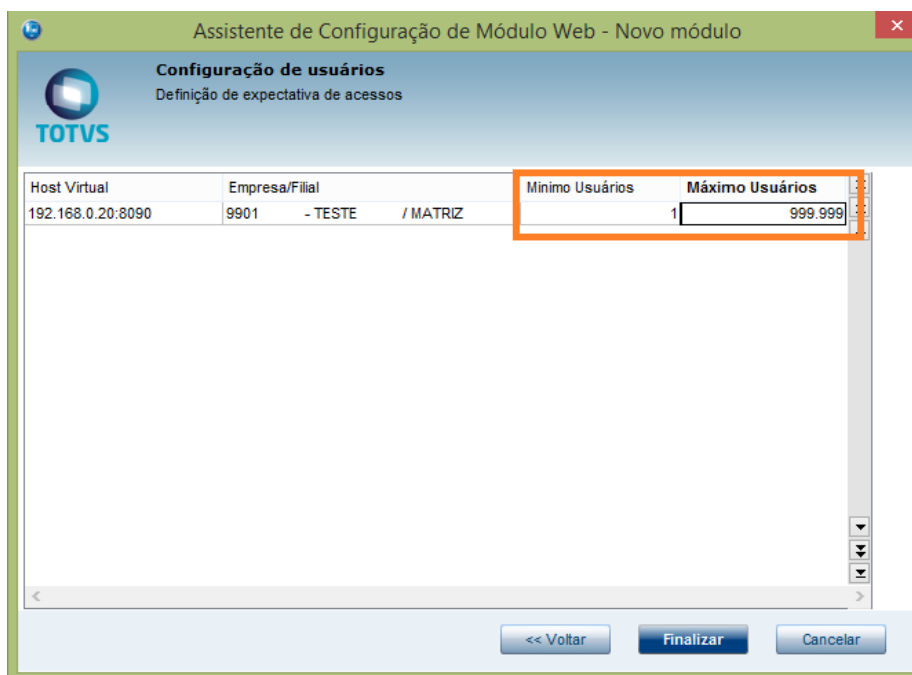 Assistente de Configuração de Módulo Web - Novo módulo
Configuração de usuários
Definição de expectativa de acessos
TOTVS
Host Virtual Empresa/Filial Minimo Usuários Máximo Usuários
192.168.0.20:8090 9901 - TESTE / MATRIZ 1 999.999
<< Voltar Finalizar Cancelar